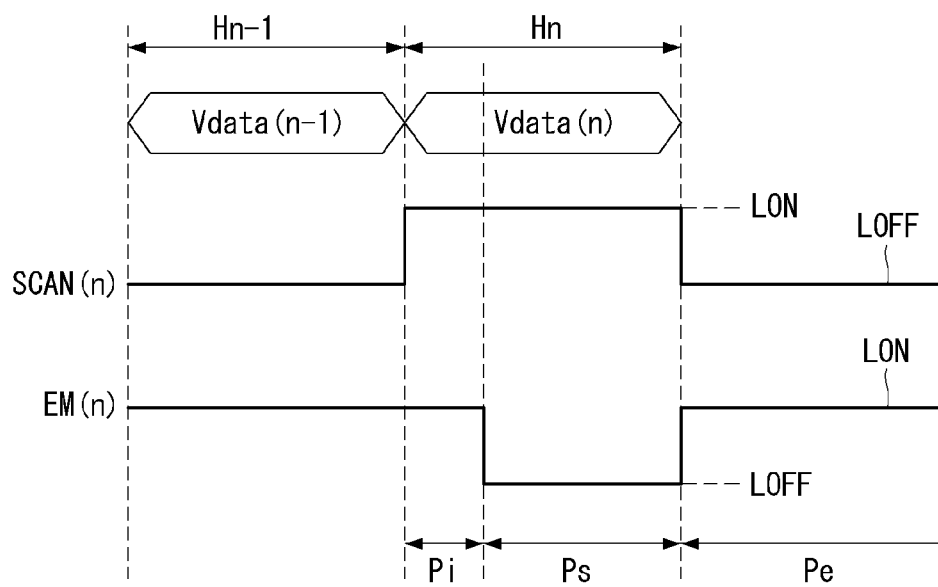 Hn-1
Hn
Vdata(n-1)
Vdata(n)
LON
LOFF
SCAN(n)
LON
EM(n)
LOFF
Pi
Ps
Pe